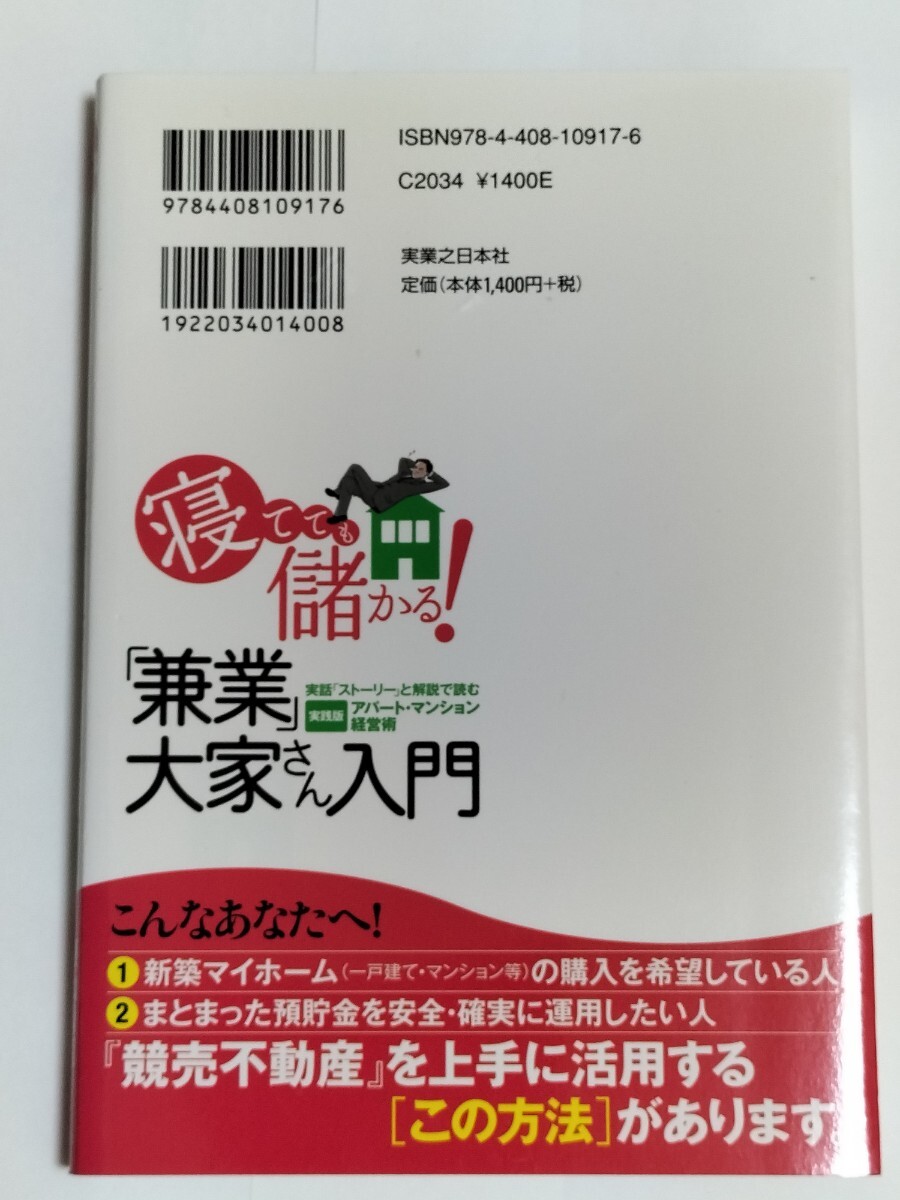 9784408109176
ISBN978-4-408-10917-6
C2034 ¥1400E
1922034014008
実業之日本社
定価(本体1,400円+税)
寝てても
儲かる!
「兼業」
実話「ストーリー」と解説で読む
実践版
アパート・マンション
経営術
大家さん入門
こんなあなたへ!
1 新築マイホーム(一戸建て・マンション等)の購入を希望している人
2 まとまった預貯金を安全・確実に運用したい人
『競売不動産』を上手に活用する
[この方法]があります